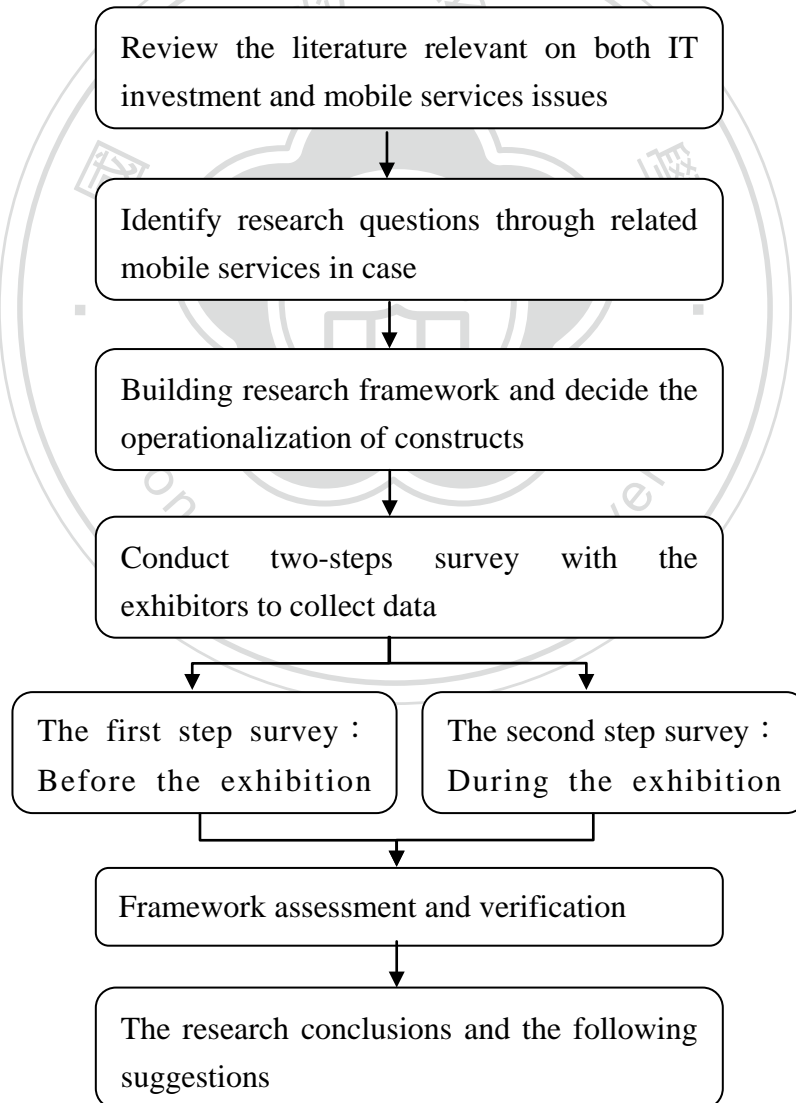 Review the literature relevant on both IT
investment and mobile services issues
Identify research questions through related
mobile services in case
Building research framework and decide the
operationalization of constructs
Conduct two-steps survey with the
exhibitors to collect data
The first step survey：
Before the exhibition
The second step survey：
During the exhibition
Framework assessment and verification
The research conclusions and the following
suggestions